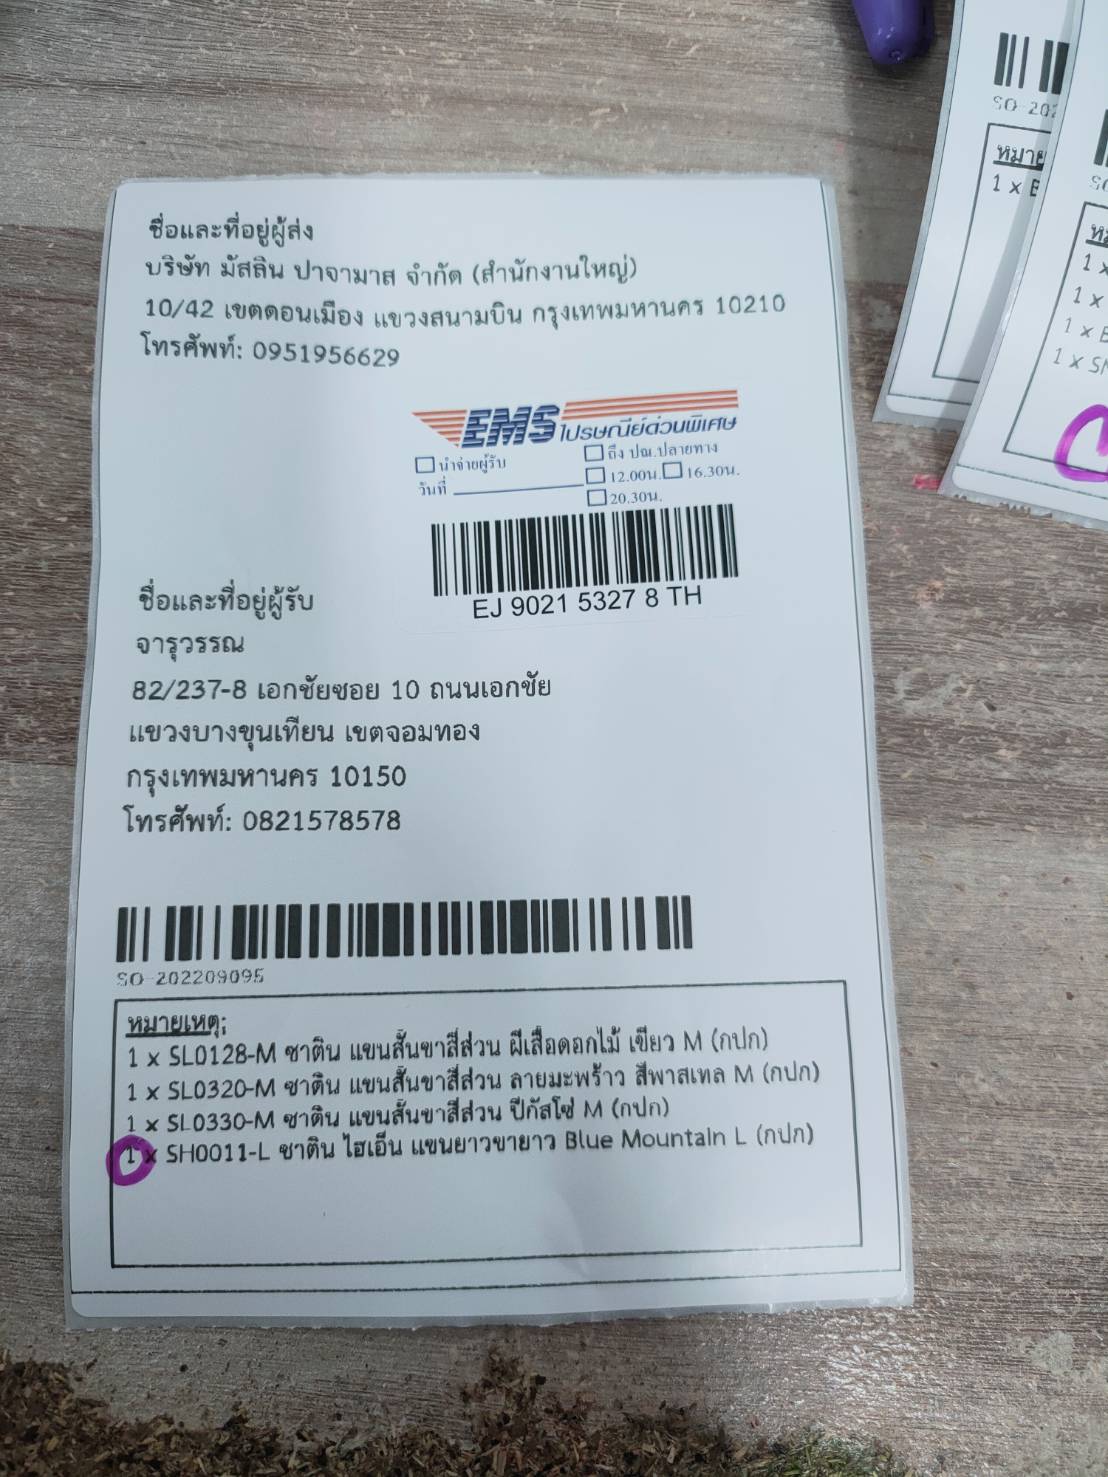 ชื่อและที่อยู่ผู้ส่ง
บริษัท มัสลิน ปาจามาส จำกัด (สำนักงานใหญ่)
10/42 เขตดอนเมือง แขวงสนามบิน กรุงเทพมหานคร 10210
โทรศัพท์: 0951956629
EMS ไปรษณีย์ด่วนพิเศษ
นำจ่ายผู้รับ
ถึง ปณ.ปลายทาง
วันที่
12.00น. 16.30น.
20.30น.
EJ 9021 5327 8 TH
ชื่อและที่อยู่ผู้รับ
จารุวรรณ
82/237-8 เอกชัยซอย 10 ถนนเอกชัย
แขวงบางขุนเทียน เขตจอมทอง
กรุงเทพมหานคร 10150
โทรศัพท์: 0821578578
SO-202209095
หมายเหตุ;
1 x SL0128-M ซาติน แขนสั้นขาสี่ส่วน ผีเสื้อดอกไม้ เขียว M (กปก)
1 x SL0320-M ซาติน แขนสั้นขาสี่ส่วน ลายมะพร้าว สีพาสเทล M (กปก)
1 x SL0330-M ซาติน แขนสั้นขาสี่ส่วน ปีกัสโซ่ M (กปก)
1 x SH0011-L ซาติน ไฮเอ็น แขนยาวขายาว Blue Mountain L (กปก)
SO-202
1 x
1 x
1 x
1 x